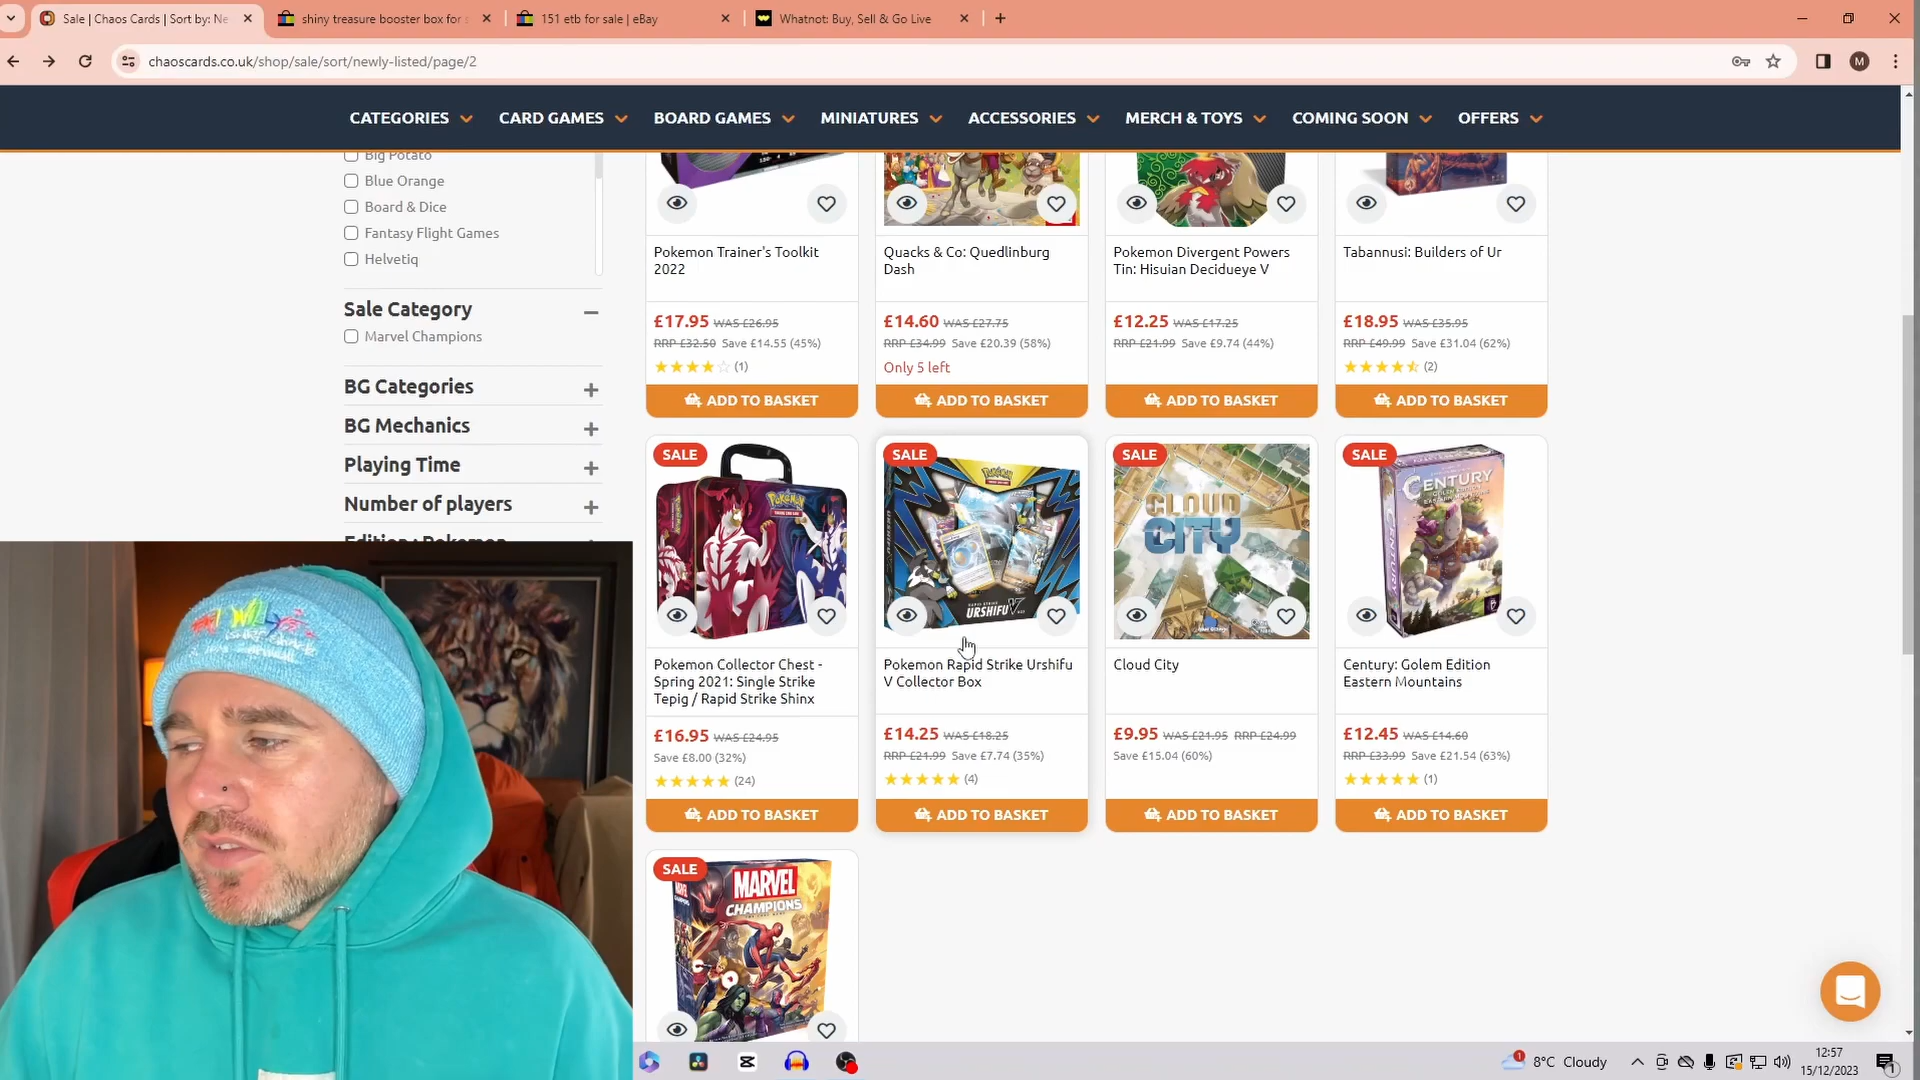 Sale | Chaos Cards | Sort by: Ne
shiny treasure booster box for s
151 etb for sale | eBay
Whatnot: Buy, Sell & Go Live
chaoscards.co.uk/shop/sale/sort/newly-listed/page/2
M
CATEGORIES
CARD GAMES
BOARD GAMES
MINIATURES
ACCESSORIES
MERCH & TOYS
COMING SOON
OFFERS
Big Potato
Blue Orange
Board & Dice
Fantasy Flight Games
Helvetiq
Sale Category
Marvel Champions
BG Categories
BG Mechanics
Playing Time
Number of players
Pokemon Trainer's Toolkit
2022
£17.95 WAS £26.95
RRP £32.50 Save £14.55 (45%)
(1)
ADD TO BASKET
Quacks & Co: Quedlinburg
Dash
£14.60 WAS £27.75
RRP £34.99 Save £20.39 (58%)
Only 5 left
ADD TO BASKET
Pokemon Divergent Powers
Tin: Hisuian Decidueye V
£12.25 WAS £17.25
RRP £21.99 Save £9.74 (44%)
ADD TO BASKET
Tabannusi: Builders of Ur
£18.95 WAS £35.95
RRP £49.99 Save £31.04 (62%)
(2)
ADD TO BASKET
SALE
Pokemon Collector Chest -
Spring 2021: Single Strike
Tepig / Rapid Strike Shinx
£16.95 WAS £24.95
Save £8.00 (32%)
(24)
ADD TO BASKET
SALE
URSHIFU V
Pokemon Rapid Strike Urshifu
V Collector Box
£14.25 WAS £18.25
RRP £21.99 Save £7.74 (35%)
(4)
ADD TO BASKET
SALE
CLOUD
CITY
Cloud City
£9.95 WAS £21.95 RRP £24.99
Save £15.04 (60%)
ADD TO BASKET
SALE
CENTURY
Century: Golem Edition
Eastern Mountains
£12.45 WAS £14.60
RRP £33.99 Save £21.54 (63%)
(1)
ADD TO BASKET
SALE
MARVEL
CHAMPIONS
8°C Cloudy
12:57
15/12/2023